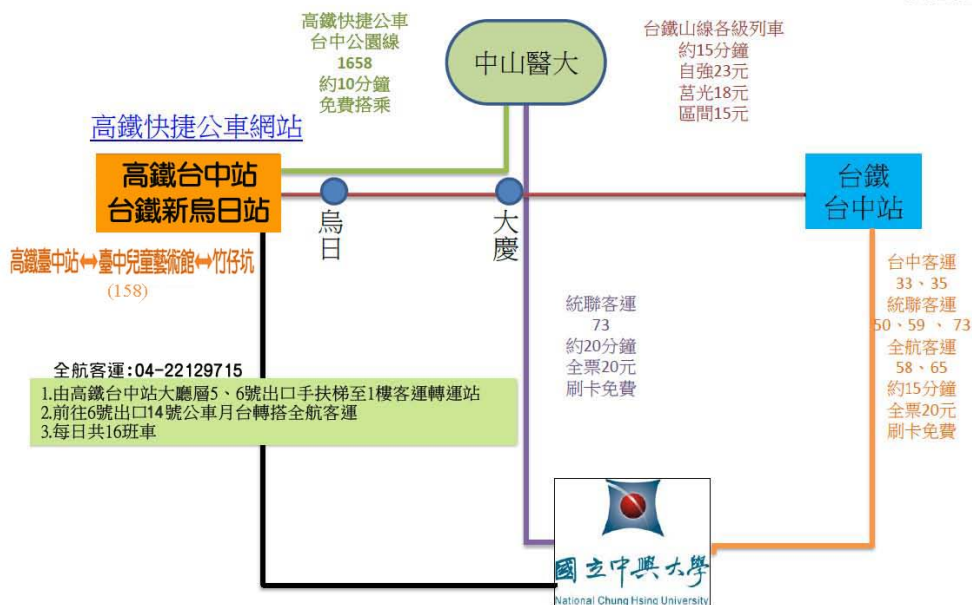 高鐵快捷公車
台中公園線
1658
約10分鐘
免費搭乘
中山醫大
台鐵山線各級列車
約15分鐘
自強23元
莒光18元
區間15元
高鐵快捷公車網站
高鐵台中站
台鐵新烏日站
烏日
大慶
台鐵
台中站
高鐵臺中站↔臺中兒童藝術館↔竹仔坑
(158)
統聯客運
73
約20分鐘
全票20元
刷卡免費
台中客運
33、35
統聯客運
50、59 、 73
全航客運
58、65
約15分鐘
全票20元
刷卡免費
全航客運:04-22129715
1.由高鐵台中站大廳層5、6號出口手扶梯至1樓客運轉運站
2.前往6號出口14號公車月台轉搭全航客運
3.每日共16班車
國立中興大學
National Chung Hsing University